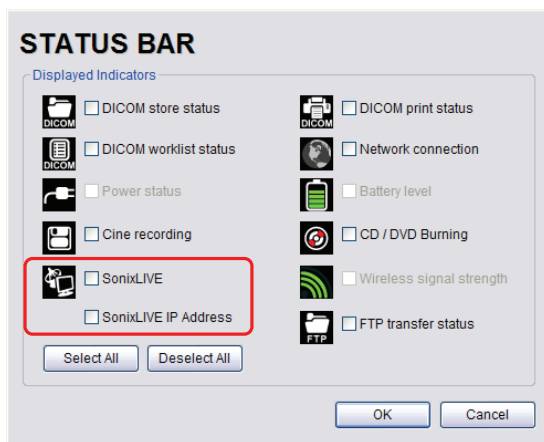 STATUS BAR
Displayed Indicators
DICOM
DICOM store status
DICOM
DICOM print status
DICOM
DICOM worklist status
Network connection
Power status
Battery level
Cine recording
CD / DVD Burning
SonixLIVE
Wireless signal strength
SonixLIVE IP Address
FTP
FTP transfer status
Select All
Deselect All
OK
Cancel